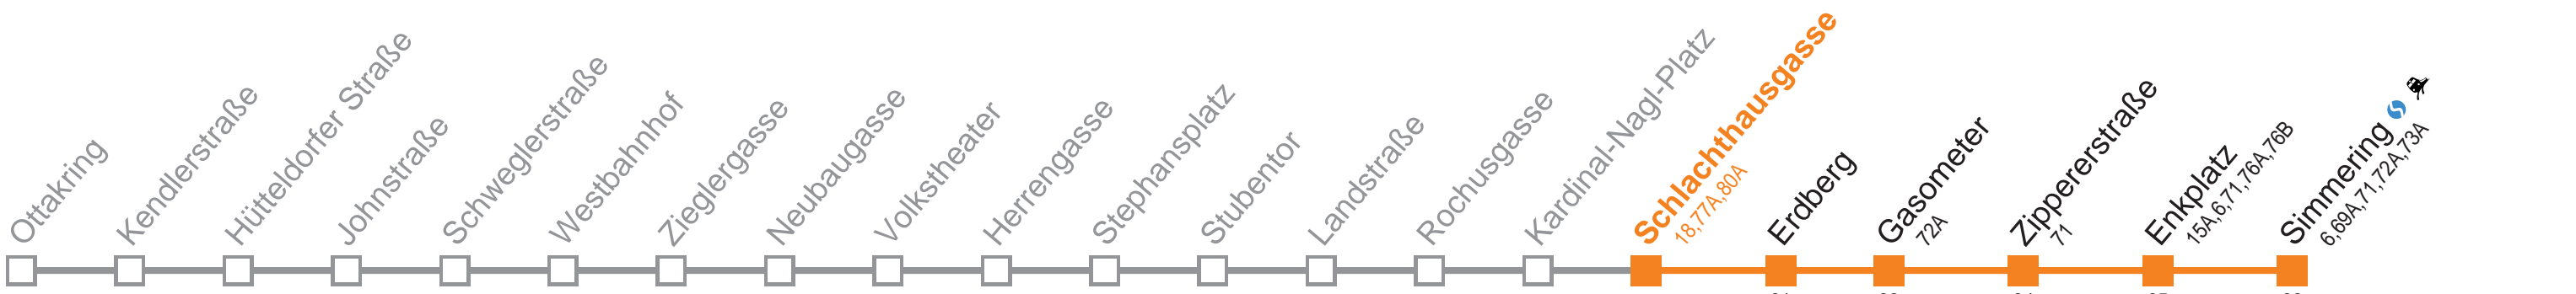 Ottakring
Kendlerstraße
Hütteldorfer Straße
Johnstraße
Schweglerstraße
Westbahnhof
Zieglergasse
Neubaugasse
Volkstheater
Herrengasse
Stephansplatz
Stubentor
Landstraße
Rochusgasse
Kardinal-Nagl-Platz
Schlachthausgasse
18,77A,80A
Erdberg
Gasometer
72A
Zippererstraße
71
Enkplatz
15A,6,71,76A,76B
Simmering
6,69A,71,72A,73A